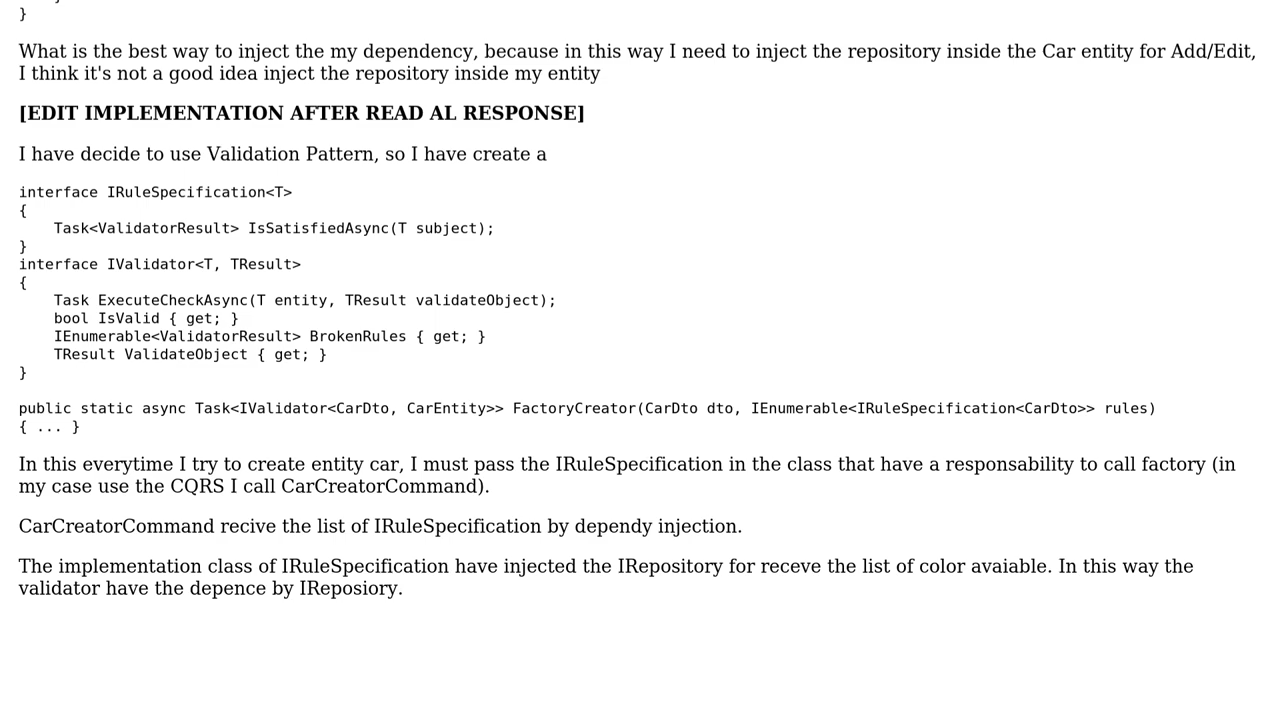 }
What is the best way to inject the my dependency, because in this way I need to inject the repository inside the Car entity for Add/Edit,
I think it's not a good idea inject the repository inside my entity
[EDIT IMPLEMENTATION AFTER READ AL RESPONSE]
I have decide to use Validation Pattern, so I have create a
interface IRuleSpecification<T>
{
    Task<ValidatorResult> IsSatisfiedAsync(T subject);
}
interface IValidator<T, TResult>
{
    Task ExecuteCheckAsync(T entity, TResult validateObject);
    bool IsValid { get; }
    IEnumerable<ValidatorResult> BrokenRules { get; }
    TResult ValidateObject { get; }
}
public static async Task<IValidator<CarDto, CarEntity>> FactoryCreator(CarDto dto, IEnumerable<IRuleSpecification<CarDto>> rules)
{ ... }
In this everytime I try to create entity car, I must pass the IRuleSpecification in the class that have a responsability to call factory (in
my case use the CQRS I call CarCreatorCommand).
CarCreatorCommand recive the list of IRuleSpecification by dependy injection.
The implementation class of IRuleSpecification have injected the IRepository for receve the list of color avaiable. In this way the
validator have the depence by IReposiory.